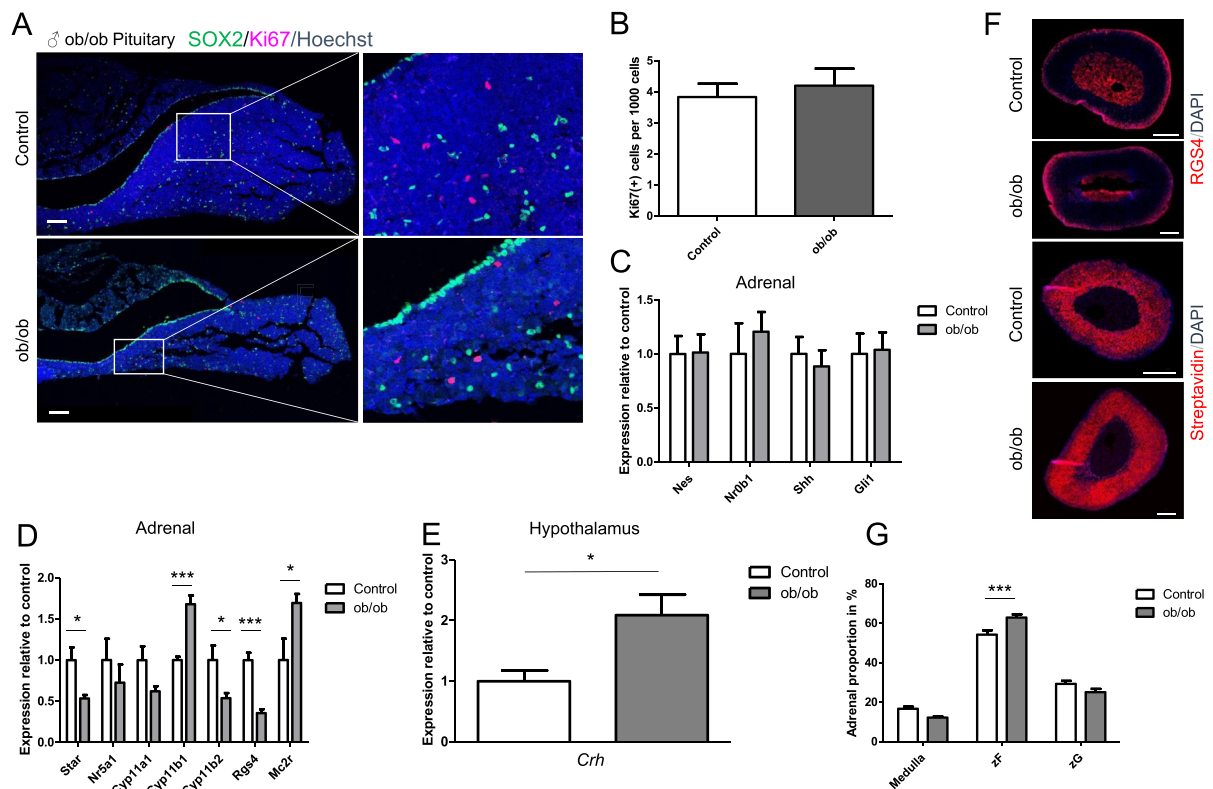 A
♂ ob/ob Pituitary SOX2/Ki67/Hoechst
Control
ob/ob
B
Ki67(+) cells per 1000 cells
5
4
3
2
1
0
Control
ob/ob
C
Adrenal
Expression relative to control
1.5
1.0
0.5
0.0
Nes
Nr0b1
Shh
Gli1
Control
ob/ob
D
Adrenal
Expression relative to control
2.0
1.5
1.0
0.5
0.0
*
***
*
***
*
Star
Nr5a1
Cyp11a1
Cyp11b1
Cyp11b2
Rgs4
Mc2r
Control
ob/ob
E
Hypothalamus
Expression relative to control
3
2
1
0
*
Crh
Control
ob/ob
F
Control
ob/ob
RGS4/DAPI
Control
ob/ob
Streptavidin/DAPI
G
Adrenal proportion in %
80
60
40
20
0
***
Medulla
zF
zG
Control
ob/ob